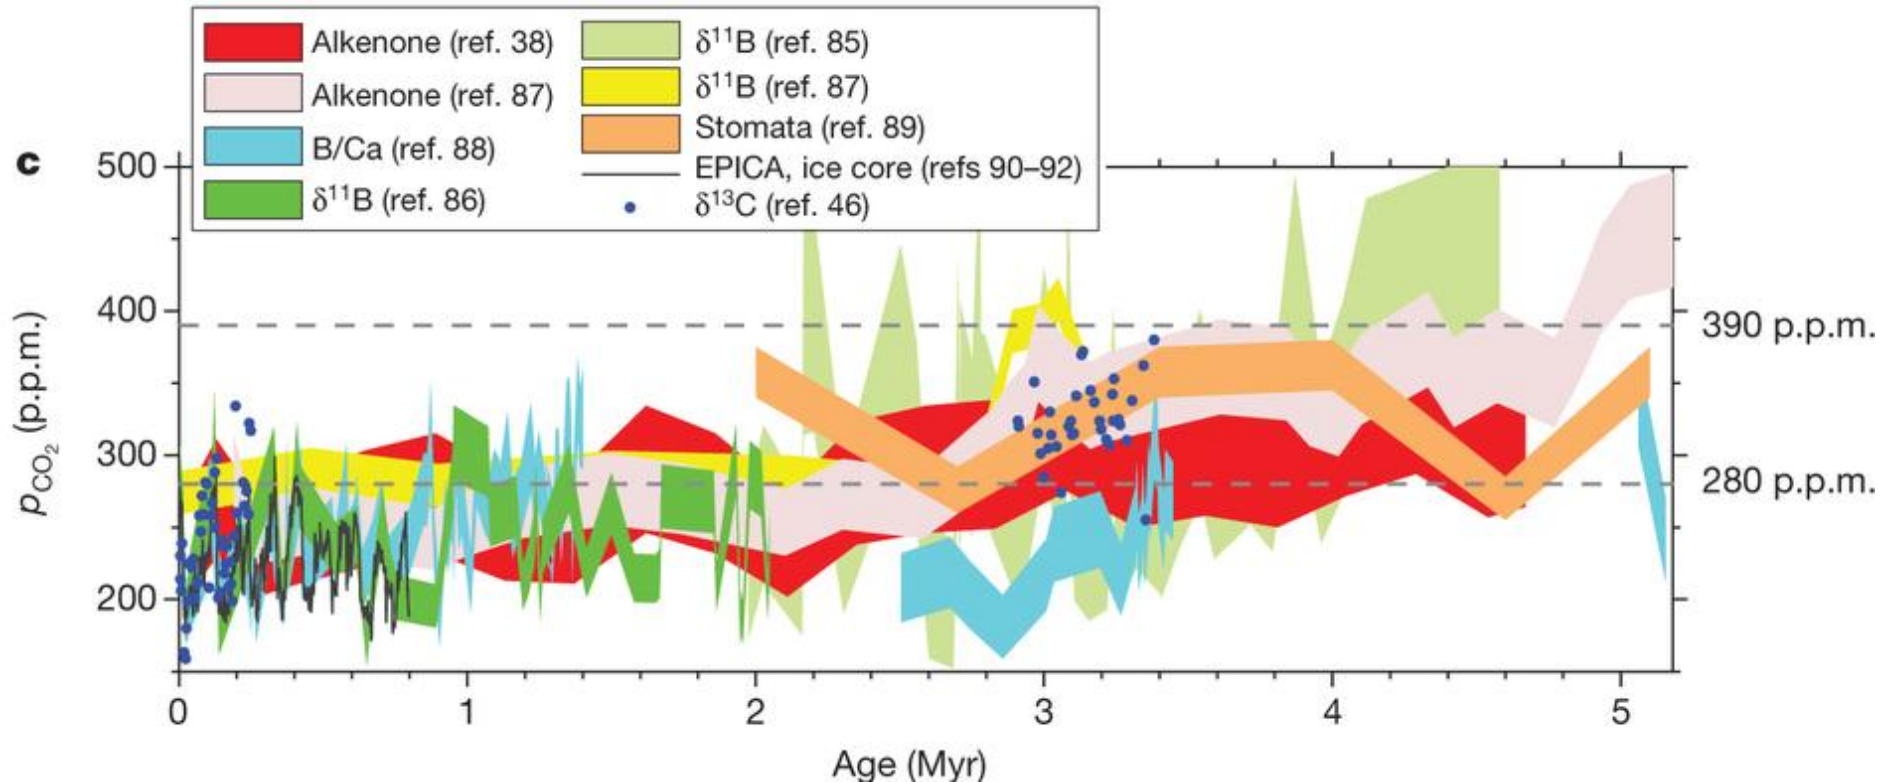 c
Alkenone (ref. 38)
Alkenone (ref. 87)
B/Ca (ref. 88)
δ¹¹B (ref. 86)
δ¹¹B (ref. 85)
δ¹¹B (ref. 87)
Stomata (ref. 89)
EPICA, ice core (refs 90–92)
δ¹³C (ref. 46)
500
400
300
200
pCO₂ (p.p.m.)
390 p.p.m.
280 p.p.m.
0 1 2 3 4 5
Age (Myr)